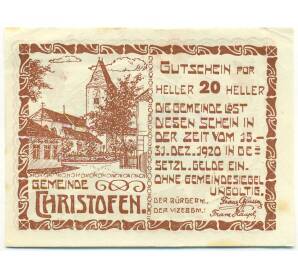 GUTSCHEIN FÜR
HELLER 20 HELLER
DIE GEMEINDE LÖST
DIESEN SCHEIN IN
DER ZEIT VOM 15.-
31. DEZ. 1920 IN GE-
SETZL. GELDE EIN.
OHNE GEMEINDESIEGEL
UNGÜLTIG.
DER BÜRGERM.
DER VIZEBGM.:
GEMEINDE
CHRISTOFEN.